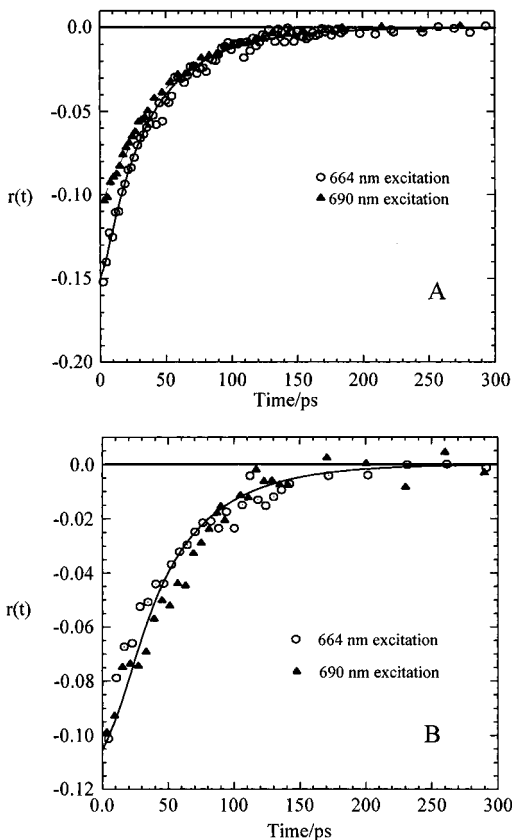 0.0
-0.05
-0.10
r(t)
664 nm excitation
690 nm excitation
-0.15
A
-0.20
0 50 100 150 200 250 300
Time/ps
0.0
-0.02
-0.04
r(t)
-0.06
664 nm excitation
690 nm excitation
-0.08
-0.10
B
-0.12
0.0 50 100 150 200 250 300
Time/ps